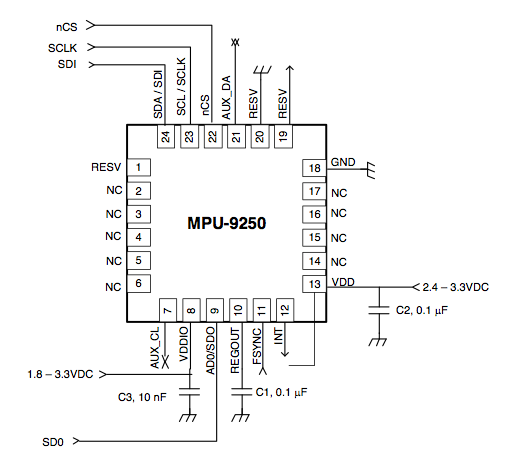 nCS
SCLK
SDI
SDA / SDI
SCL / SCLK
nCS
AUX_DA
RESV
RESV
24
23
22
21
20
19
RESV
1
18
GND
NC
2
17
NC
NC
3
16
NC
MPU-9250
NC
4
15
NC
NC
5
14
NC
NC
6
13
VDD
2.4 – 3.3VDC
7
8
9
10
11
12
C2, 0.1 µF
AUX_CL
VDDIO
AD0/SDO
REGOUT
FSYNC
INT
1.8 – 3.3VDC
C3, 10 nF
C1, 0.1 µF
SD0